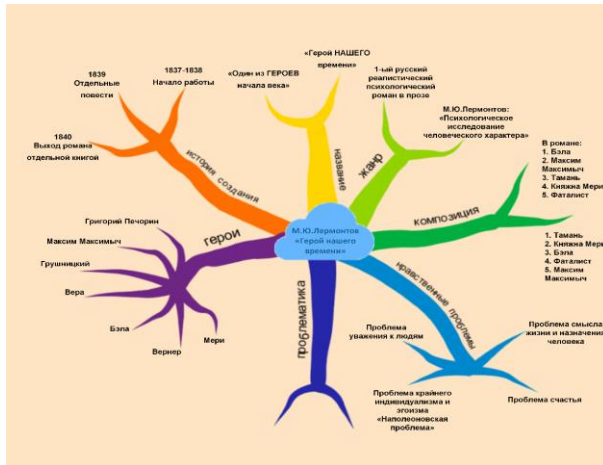 «Герой НАШЕГО
времени»
1837-1838
Начало работы
1839
Отдельные
повести
1840
Выход романа
отдельной книгой
история создания
«Один из ГЕРОЕВ
начала века»
название
1-ый русский
реалистический
психологический
роман в прозе
М.Ю.Лермонтов:
«Психологическое
исследование
человеческого характера»
жанр
В романе:
1. Бэла
2. Максим
Максимыч
3. Тамань
4. Княжна Мери
5. Фаталист
композиция
1. Тамань
2. Княжна Мери
3. Бэла
4. Фаталист
5. Максим
Максимыч
М.Ю.Лермонтов
«Герой нашего
времени»
герои
Григорий Печорин
Максим Максимыч
Грушницкий
Вера
Бэла
Вернер
Мери
проблематика
нравственные проблемы
Проблема
уважения к людям
Проблема смысла
жизни и назначения
человека
Проблема крайнего
индивидуализма и
эгоизма
«Наполеоновская
проблема»
Проблема счастья